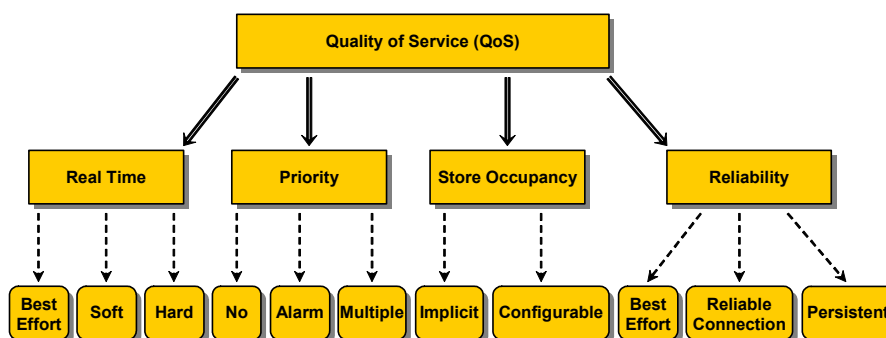 Quality of Service (QoS)
Real Time
Priority
Store Occupancy
Reliability
Best
Effort
Soft
Hard
No
Alarm
Multiple
Implicit
Configurable
Best
Effort
Reliable
Connection
Persistent